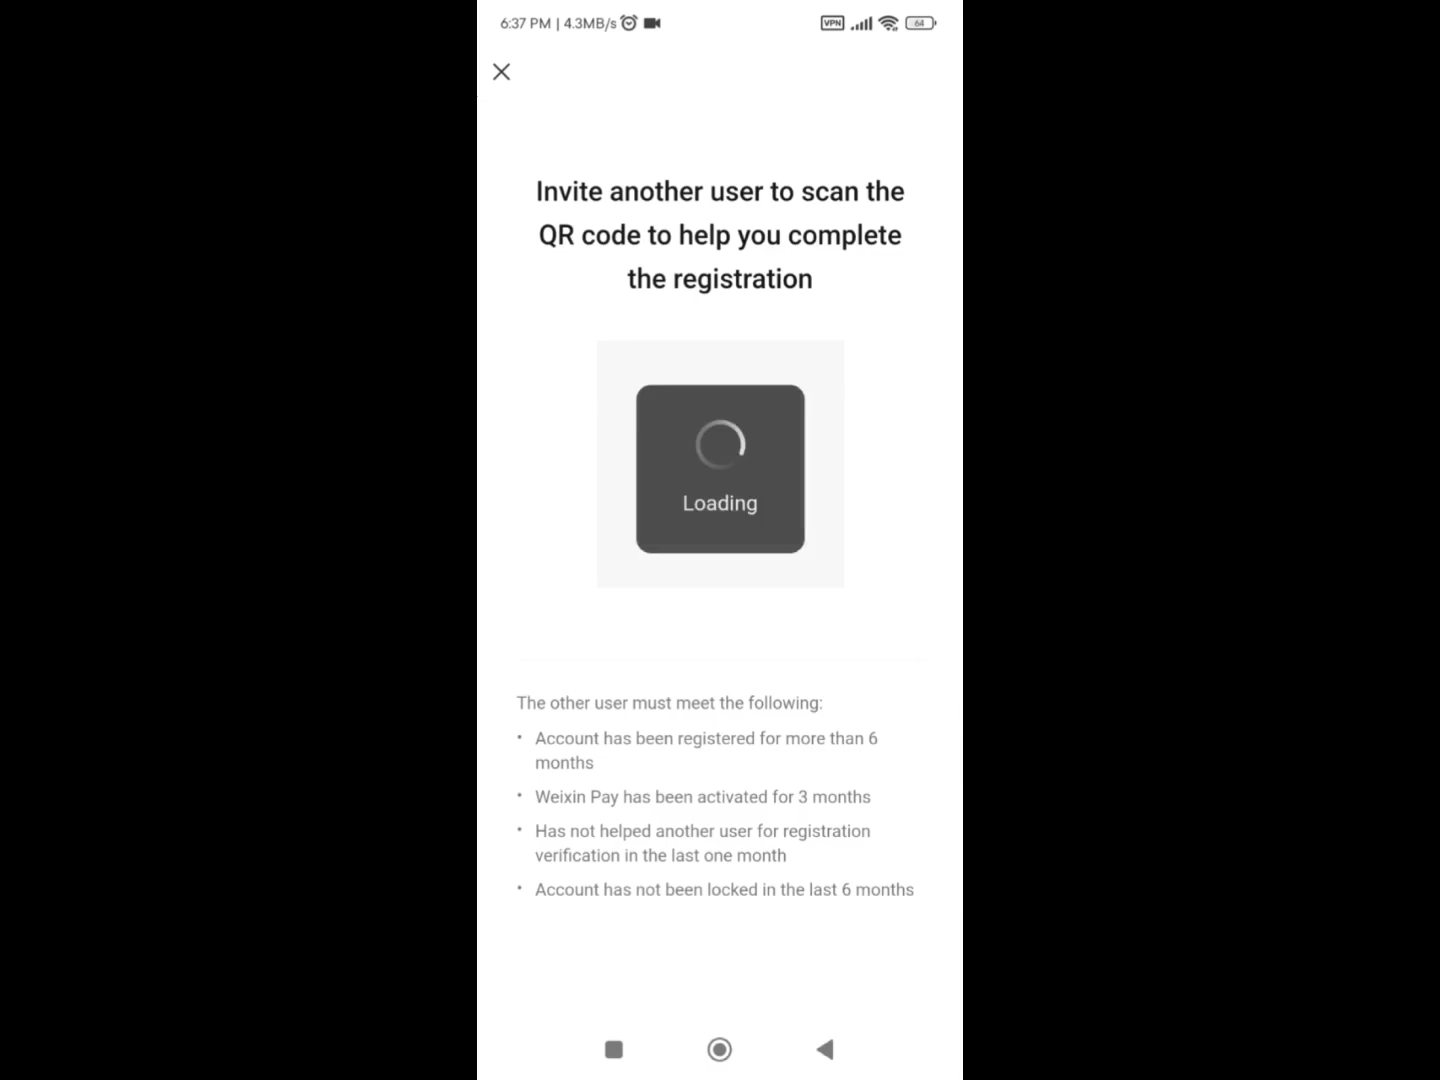 6:37 PM | 4.3MB/s VPN 64
Invite another user to scan the
QR code to help you complete
the registration
Loading
The other user must meet the following:
• Account has been registered for more than 6
months
• Weixin Pay has been activated for 3 months
• Has not helped another user for registration
verification in the last one month
• Account has not been locked in the last 6 months